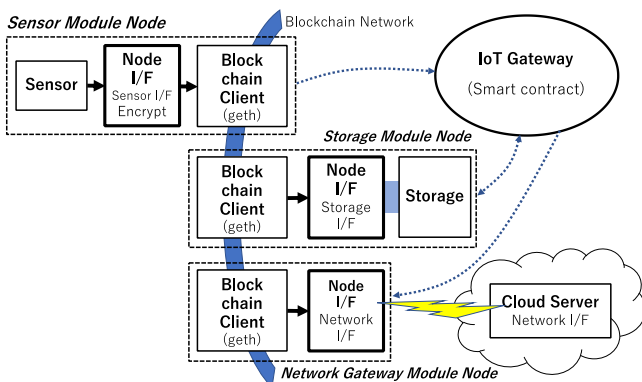 Sensor Module Node
Blockchain Network
Sensor
Node
I/F
Sensor I/F
Encrypt
Block
chain
Client
(geth)
IoT Gateway
(Smart contract)
Storage Module Node
Block
chain
Client
(geth)
Node
I/F
Storage
I/F
Storage
Block
chain
Client
(geth)
Node
I/F
Network
I/F
Cloud Server
Network I/F
Network Gateway Module Node